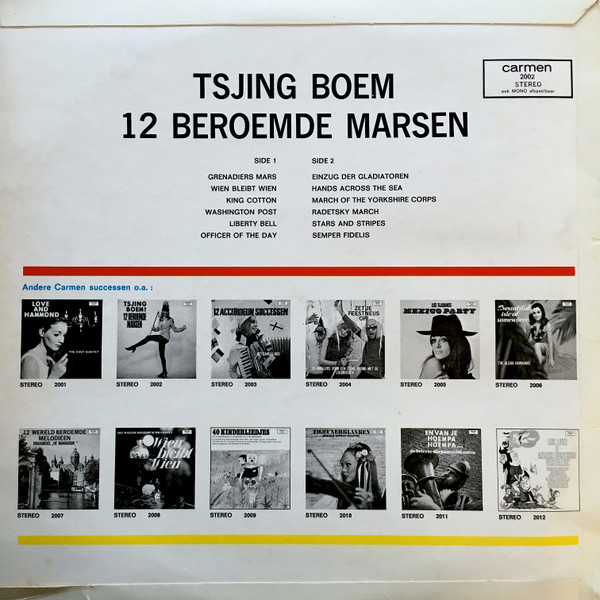 carmen
2002
STEREO
ook MONO afspeelbaar
TSJING BOEM
12 BEROEMDE MARSEN
SIDE 1
GRENADIERS MARS
WIEN BLEIBT WIEN
KING COTTON
WASHINGTON POST
LIBERTY BELL
OFFICER OF THE DAY
SIDE 2
EINZUG DER GLADIATOREN
HANDS ACROSS THE SEA
MARCH OF THE YORKSHIRE CORPS
RADETSKY MARCH
STARS AND STRIPES
SEMPER FIDELIS
Andere Carmen successen o.a. :
LOVE
AND
HAMMOND
STEREO 2001
TSJING
BOEM!
12 BEROEMDE
MARSEN
STEREO 2002
12 ACCORDEON SUCCESSEN
STEREO 2003
ZET JE
FEESTNEUS
OP
STEREO 2004
MEXICO PARTY
STEREO 2005
Beautiful
isle of
somewhere
STEREO 2006
12 WERELD BEROEMDE
MELODIEEN
STEREO 2007
Wien
bleibt
Wien
STEREO 2008
40 KINDERLIEDJES
STEREO 2009
ZIGEUNERKLANKEN
STEREO 2010
EN VAN JE
HOEMPA
HOEMPA...
STEREO 2011
STEREO 2012